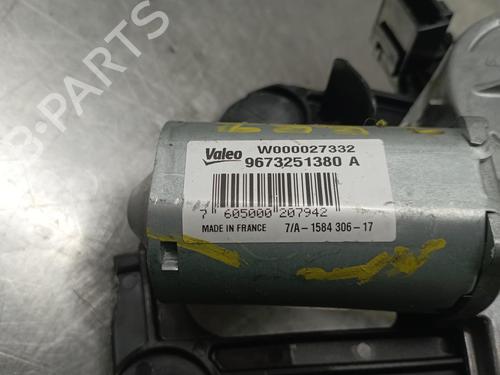 B-PARTS
Valeo
W000027332
9673251380 A
7 605000 207942
MADE IN FRANCE 7/A-1584 306-17